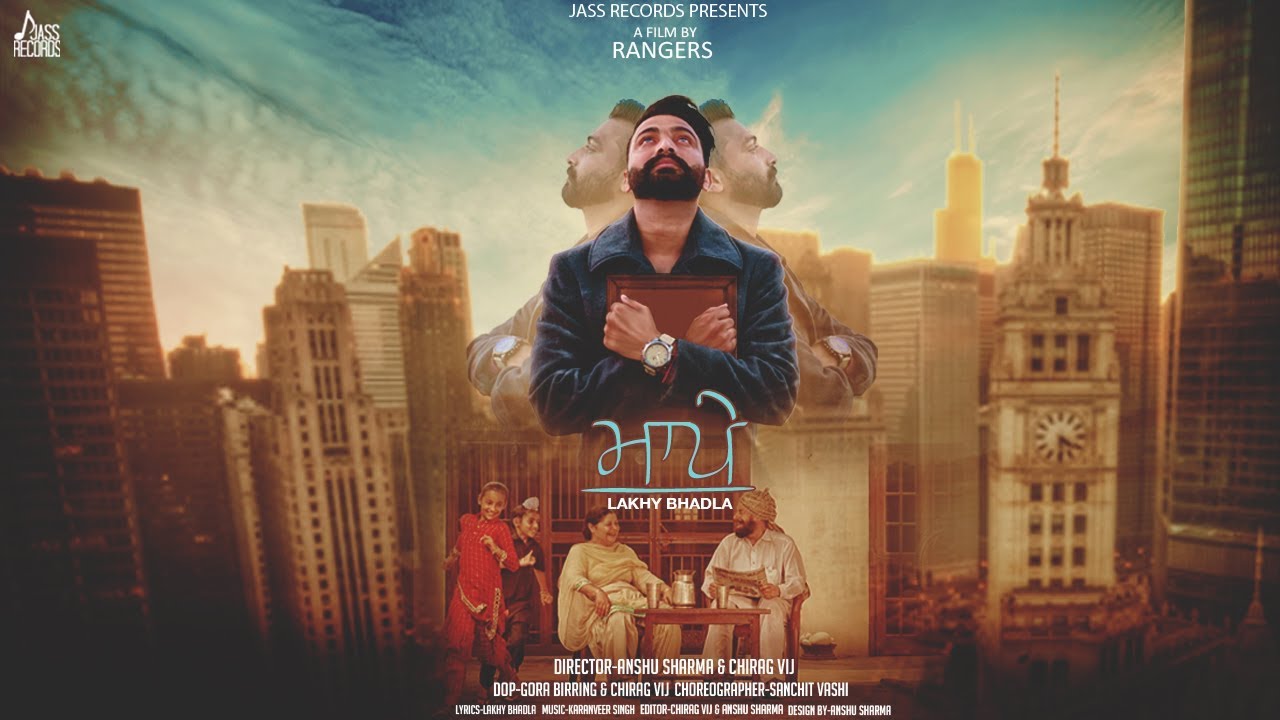 JASS
RECORDS
JASS RECORDS PRESENTS
A FILM BY
RANGERS
ਮਾਪੇ
LAKHY BHADLA
DIRECTOR-ANSHU SHARMA & CHIRAG VIJ
DOP-GORA BIRRING & CHIRAG VIJ CHOREOGRAPHER-SANCHIT VASHI
LYRICS-LAKHY BHADLA MUSIC-KARANVEER SINGH EDITOR-CHIRAG VIJ & ANSHU SHARMA DESIGN BY-ANSHU SHARMA